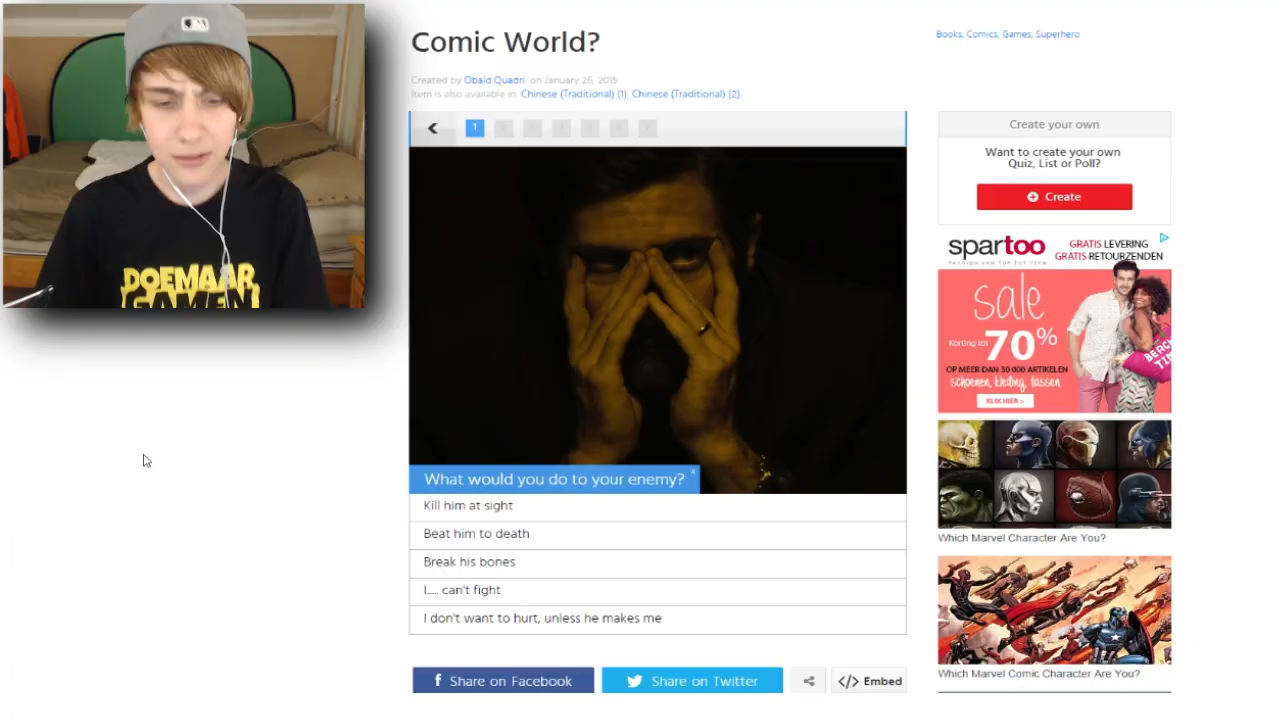 Comic World?
Created by Obaid Quadri on January 26, 2015
Item is also available in: Chinese (Traditional) (1), Chinese (Traditional) (2)
1
What would you do to your enemy?
Kill him at sight
Beat him to death
Break his bones
I..... can't fight
I don't want to hurt, unless he makes me
f Share on Facebook
Share on Twitter
</> Embed
Books, Comics, Games, Superhero
Create your own
Want to create your own
Quiz, List or Poll?
Create
spartoo
GRATIS LEVERING
GRATIS RETOURZENDEN
sale
Korting tot
70%
OP MEER DAN 30 000 ARTIKELEN
schoenen, kleding, tassen
KLIK HIER >
Which Marvel Character Are You?
Which Marvel Comic Character Are You?
DOEMAAR
GAMEN